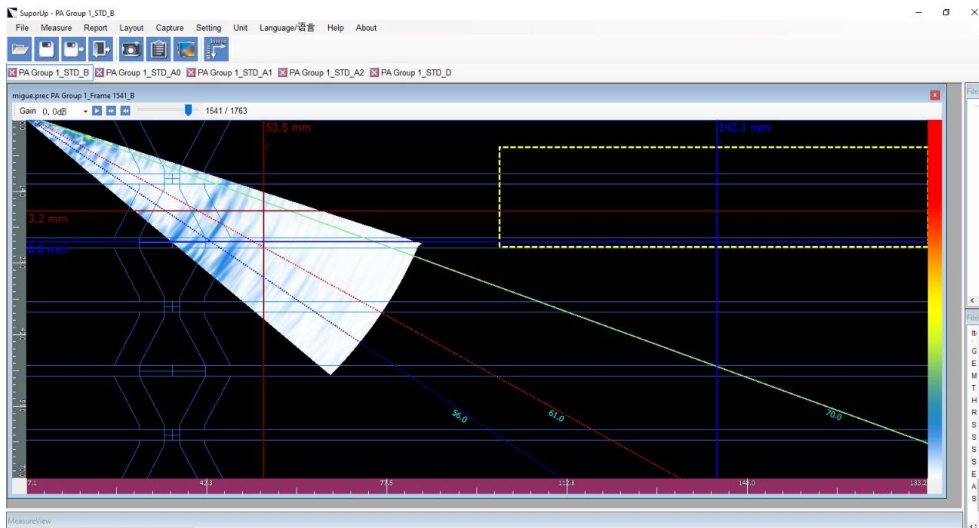 SuporUp - PA Group 1_STD_B
File Measure Report Layout Capture Setting Unit Language/语言 Help About
PA Group 1_STD_B PA Group 1_STD_A0 PA Group 1_STD_A1 PA Group 1_STD_A2 PA Group 1_STD_D
migue.prec PA Group 1_Frame 1541_B
Gain 0, 0dB 1541 / 1763
53.5 mm 142.1 mm
3.2 mm
56.0 61.0 70.0
7.1 42.3 77.5 112.8 148.0 183.2
MeasureView